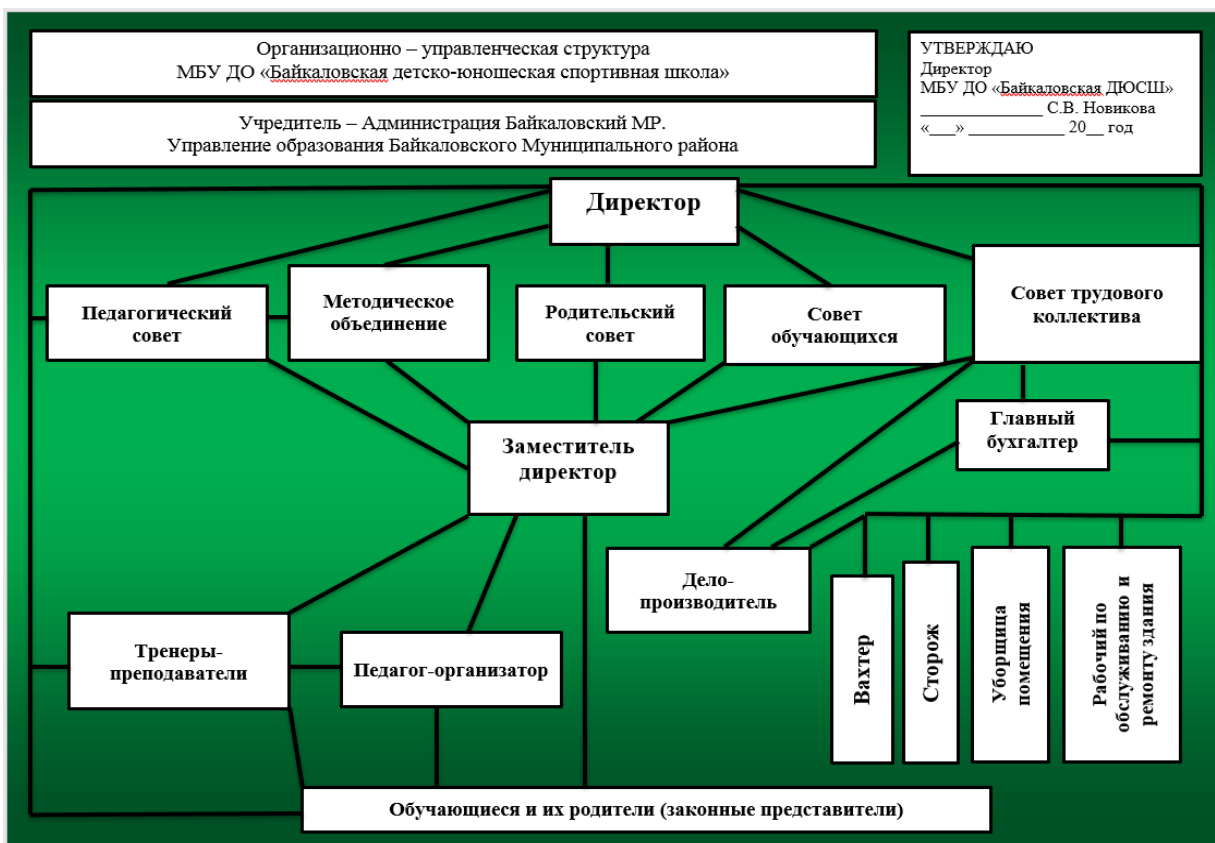 Организационно – управленческая структура
МБУ ДО «Байкаловская детско-юношеская спортивная школа»
УТВЕРЖДАЮ
Директор
МБУ ДО «Байкаловская ДЮСШ»
_________________ С.В. Новикова
«___» ___________ 20__ год
Учредитель – Администрация Байкаловский МР.
Управление образования Байкаловского Муниципального района
Директор
Педагогический
совет
Методическое
объединение
Родительский
совет
Совет
обучающихся
Совет трудового
коллектива
Заместитель
директор
Главный
бухгалтер
Дело-
производитель
Вахтер
Сторож
Уборщица
помещения
Рабочий по
обслуживанию и
ремонту здания
Тренеры-
преподаватели
Педагог-организатор
Обучающиеся и их родители (законные представители)